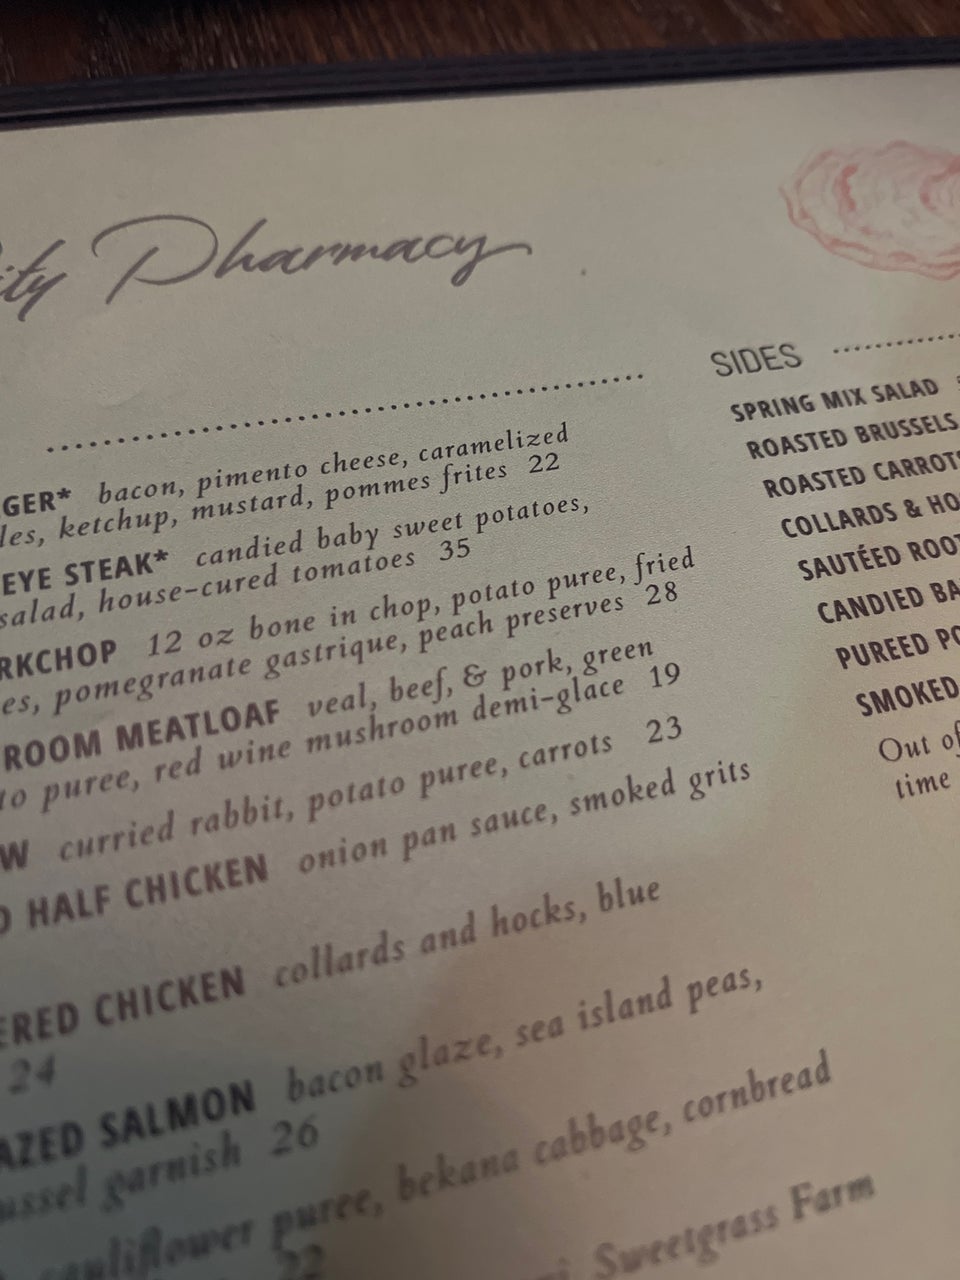 ity Pharmacy
GER* bacon, pimento cheese, caramelized
les, ketchup, mustard, pommes frites 22
EYE STEAK* candied baby sweet potatoes,
salad, house-cured tomatoes 35
RKCHOP 12 oz bone in chop, potato puree, fried
es, pomegranate gastrique, peach preserves 28
ROOM MEATLOAF veal, beef, & pork, green
to puree, red wine mushroom demi-glace 19
W curried rabbit, potato puree, carrots 23
D HALF CHICKEN onion pan sauce, smoked grits
ERED CHICKEN collards and hocks, blue
24
AZED SALMON bacon glaze, sea island peas,
ussel garnish 26
cauliflower puree, bekana cabbage, cornbread
22
Sweetgrass Farm
SIDES
SPRING MIX SALAD
ROASTED BRUSSELS
ROASTED CARROTS
COLLARDS & HO
SAUTÉED ROO
CANDIED BA
PUREED PO
SMOKED
Out of
time